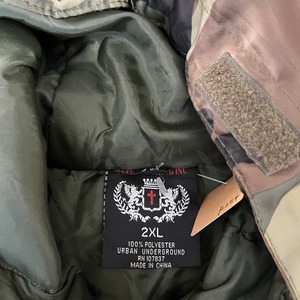 2XL
100% POLYESTER
URBAN UNDERGROUND
RN 107837
MADE IN CHINA